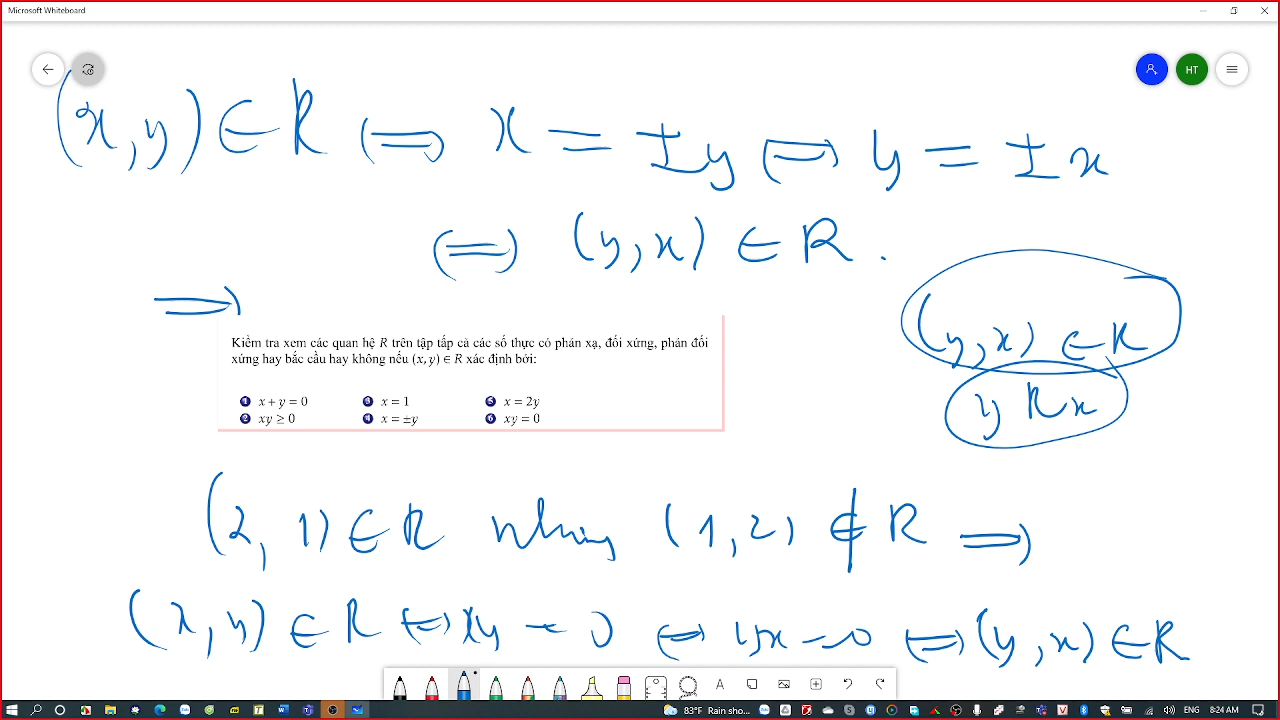 Microsoft Whiteboard
HT
(x, y) ∈ R ⟺ x = ±y ⟺ y = ±x
⟺ (y, x) ∈ R.
⟹
(y, x) ∈ R
y R x
Kiểm tra xem các quan hệ R trên tập tấp cả các số thực có phản xạ, đối xứng, phản đối
xứng hay bắc cầu hay không nếu (x, y) ∈ R xác định bởi:
1 x + y = 0 3 x = 1 5 x = 2y
2 xy ≥ 0 4 x = ±y 6 xy = 0
(2, 1) ∈ R nhưng (1, 2) ∉ R ⟹
(x, y) ∈ R ⟺ xy = 0 ⟺ yx = 0 ⟺ (y, x) ∈ R
83°F Rain sho... ENG 8:24 AM